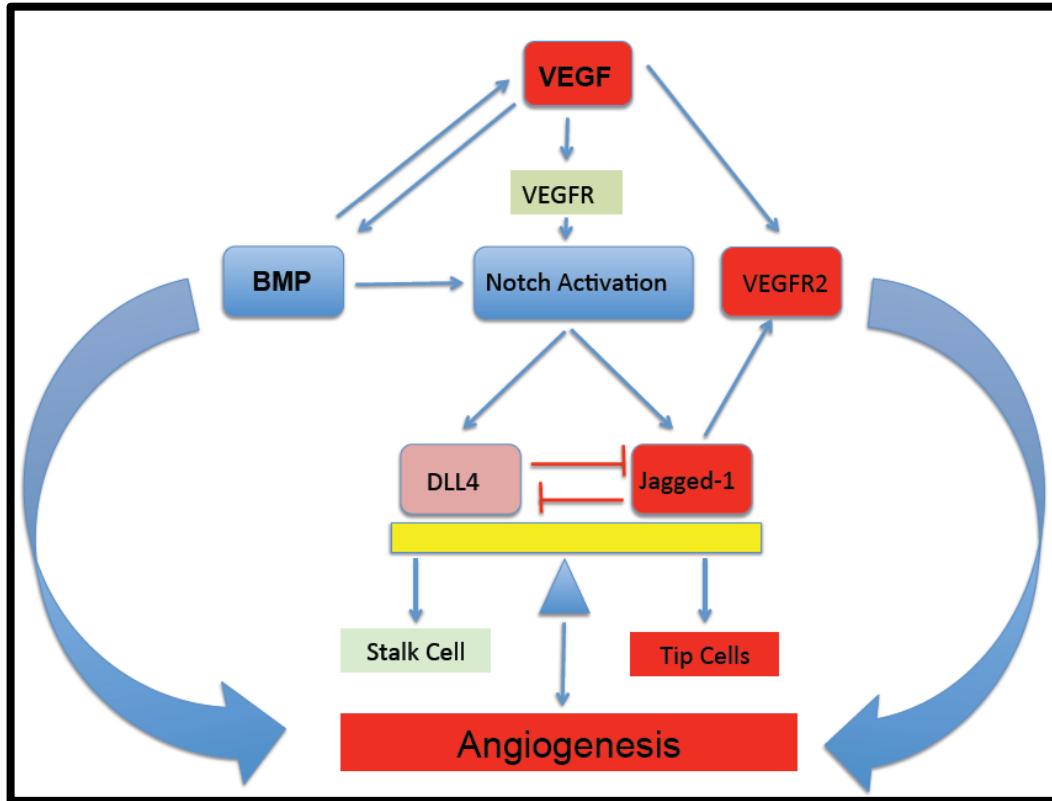 VEGF
VEGFR
BMP
Notch Activation
VEGFR2
DLL4
Jagged-1
Stalk Cell
Tip Cells
Angiogenesis